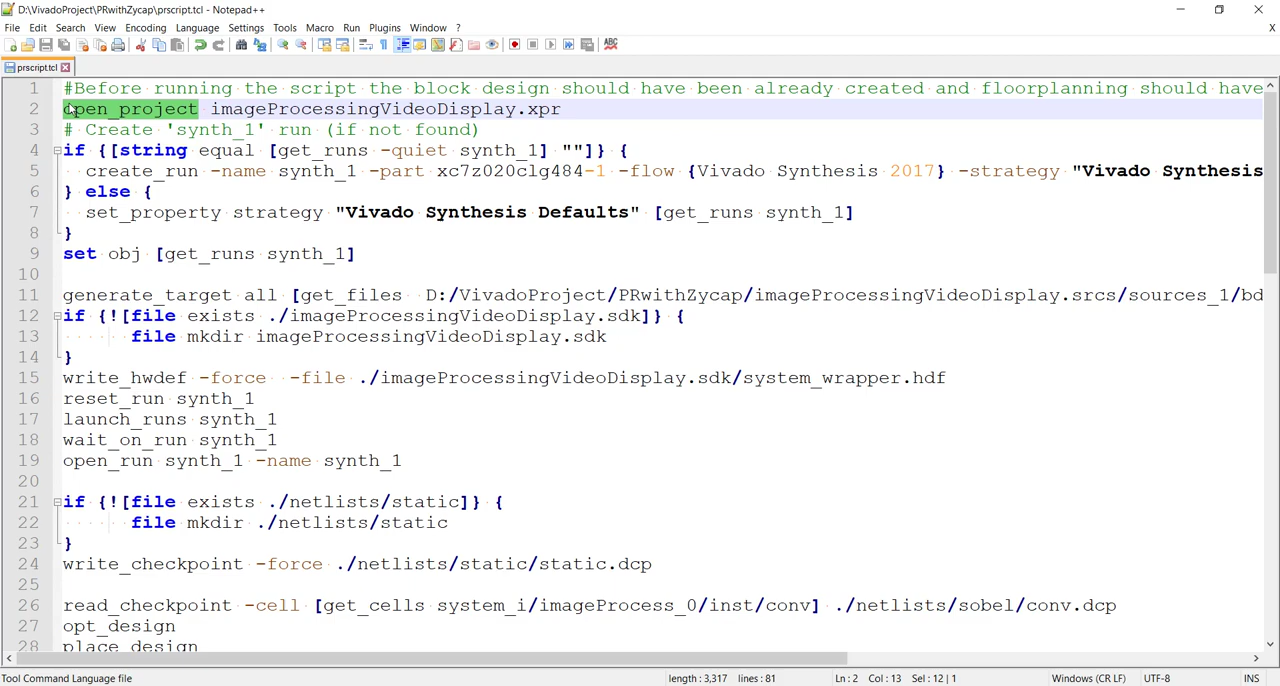 D:\VivadoProject\PRwithZycap\prscript.tcl - Notepad++
File Edit Search View Encoding Language Settings Tools Macro Run Plugins Window ? X
ABC
prscript.tcl
1 #Before running the script the block design should have been already created and floorplanning should have
2 open_project imageProcessingVideoDisplay.xpr
3 # Create 'synth_1' run (if not found)
4 if {[string equal [get_runs -quiet synth_1] ""]} {
5 create_run -name synth_1 -part xc7z020clg484-1 -flow {Vivado Synthesis 2017} -strategy "Vivado Synthesis
6 } else {
7 set_property strategy "Vivado Synthesis Defaults" [get_runs synth_1]
8 }
9 set obj [get_runs synth_1]
10
11 generate_target all [get_files D:/VivadoProject/PRwithZycap/imageProcessingVideoDisplay.srcs/sources_1/bd
12 if {![file exists ./imageProcessingVideoDisplay.sdk]} {
13 file mkdir imageProcessingVideoDisplay.sdk
14 }
15 write_hwdef -force -file ./imageProcessingVideoDisplay.sdk/system_wrapper.hdf
16 reset_run synth_1
17 launch_runs synth_1
18 wait_on_run synth_1
19 open_run synth_1 -name synth_1
20
21 if {![file exists ./netlists/static]} {
22 file mkdir ./netlists/static
23 }
24 write_checkpoint -force ./netlists/static/static.dcp
25
26 read_checkpoint -cell [get_cells system_i/imageProcess_0/inst/conv] ./netlists/sobel/conv.dcp
27 opt_design
28 place_design
Tool Command Language file length : 3,317 lines : 81 Ln : 2 Col : 13 Sel : 12 | 1 Windows (CR LF) UTF-8 INS